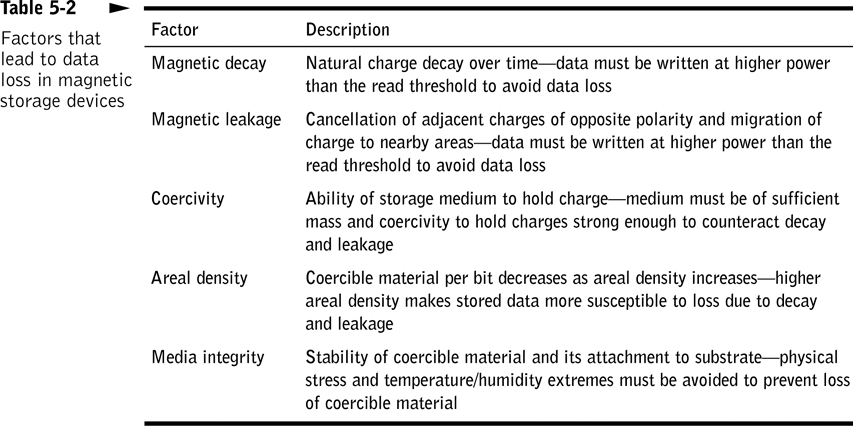 Table 5-2 ►
Factors that
lead to data
loss in magnetic
storage devices
Factor Description
Magnetic decay Natural charge decay over time—data must be written at higher power
than the read threshold to avoid data loss
Magnetic leakage Cancellation of adjacent charges of opposite polarity and migration of
charge to nearby areas—data must be written at higher power than the
read threshold to avoid data loss
Coercivity Ability of storage medium to hold charge—medium must be of sufficient
mass and coercivity to hold charges strong enough to counteract decay
and leakage
Areal density Coercible material per bit decreases as areal density increases—higher
areal density makes stored data more susceptible to loss due to decay
and leakage
Media integrity Stability of coercible material and its attachment to substrate—physical
stress and temperature/humidity extremes must be avoided to prevent loss
of coercible material